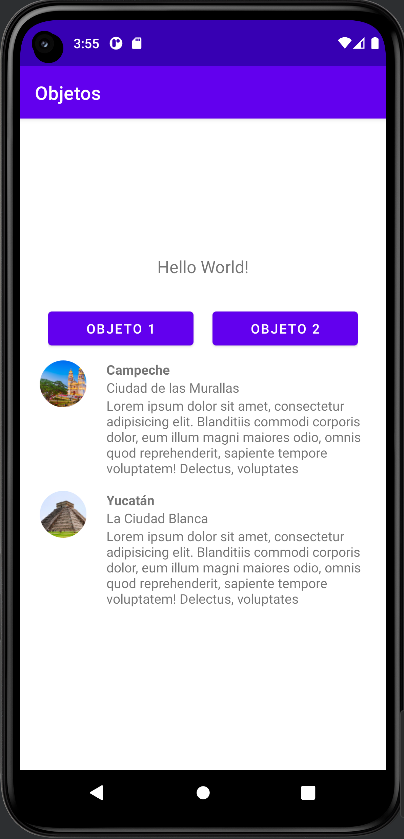 3:55
Objetos
Hello World!
OBJETO 1
OBJETO 2
Campeche
Ciudad de las Murallas
Lorem ipsum dolor sit amet, consectetur
adipisicing elit. Blanditiis commodi corporis
dolor, eum illum magni maiores odio, omnis
quod reprehenderit, sapiente tempore
voluptatem! Delectus, voluptates
Yucatán
La Ciudad Blanca
Lorem ipsum dolor sit amet, consectetur
adipisicing elit. Blanditiis commodi corporis
dolor, eum illum magni maiores odio, omnis
quod reprehenderit, sapiente tempore
voluptatem! Delectus, voluptates